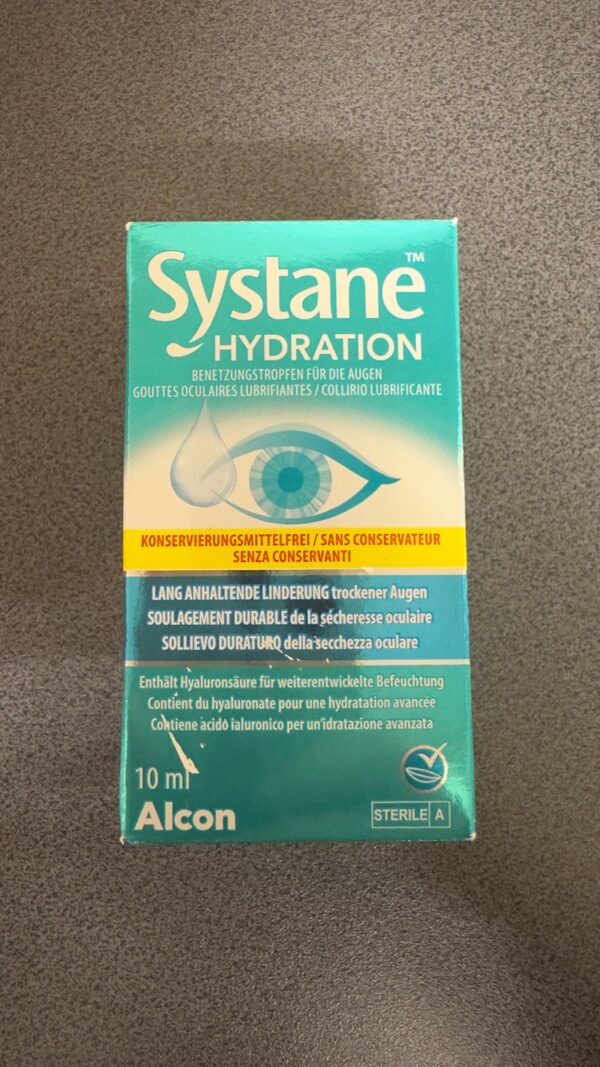 Systane™
HYDRATION
BENETZUNGSTROPFEN FÜR DIE AUGEN
GOUTTES OCULAIRES LUBRIFIANTES / COLLIRIO LUBRIFICANTE
KONSERVIERUNGSMITTELFREI / SANS CONSERVATEUR
SENZA CONSERVANTI
LANG ANHALTENDE LINDERUNG trockener Augen
SOULAGEMENT DURABLE de la sécheresse oculaire
SOLLIEVO DURATURO della secchezza oculare
Enthält Hyaluronsäure für weiterentwickelte Befeuchtung
Contient du hyaluronate pour une hydratation avancée
Contiene acido ialuronico per un'idratazione avanzata
10 ml
Alcon
STERILE A